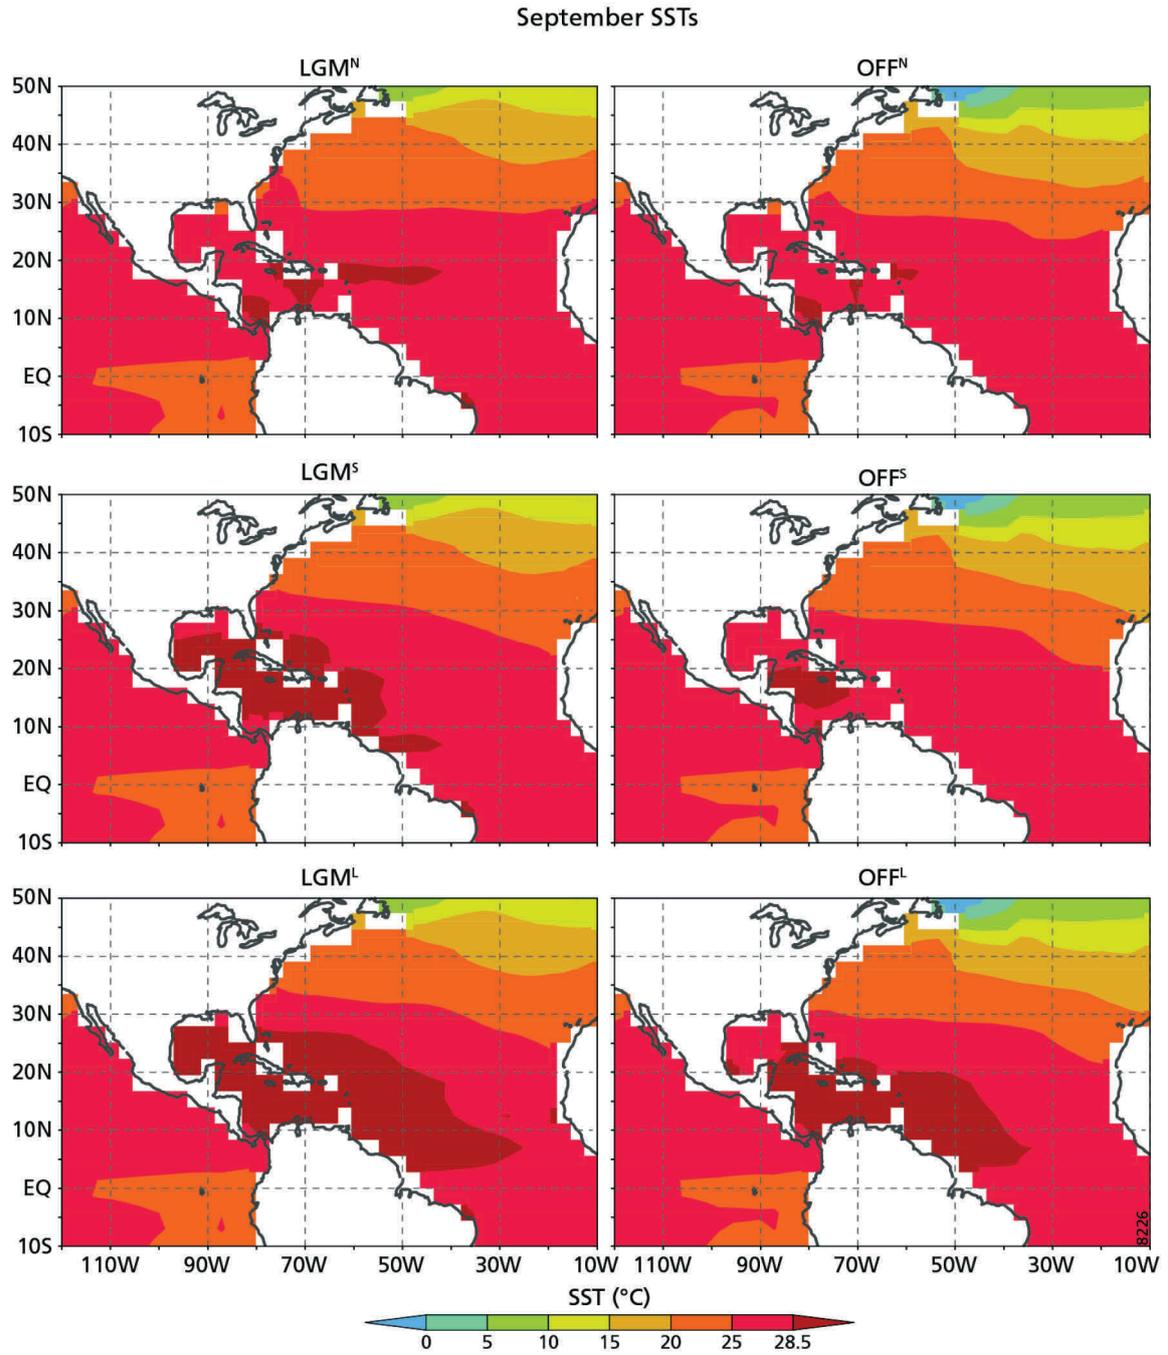 September SSTs
LGMᴺ
OFFᴺ
50N
40N
30N
20N
10N
EQ
10S
LGMˢ
OFFˢ
50N
40N
30N
20N
10N
EQ
10S
LGMᴸ
OFFᴸ
50N
40N
30N
20N
10N
EQ
10S
8226
110W 90W 70W 50W 30W 10W 90W 70W 50W 30W 10W
SST (°C)
0 5 10 15 20 25 28.5